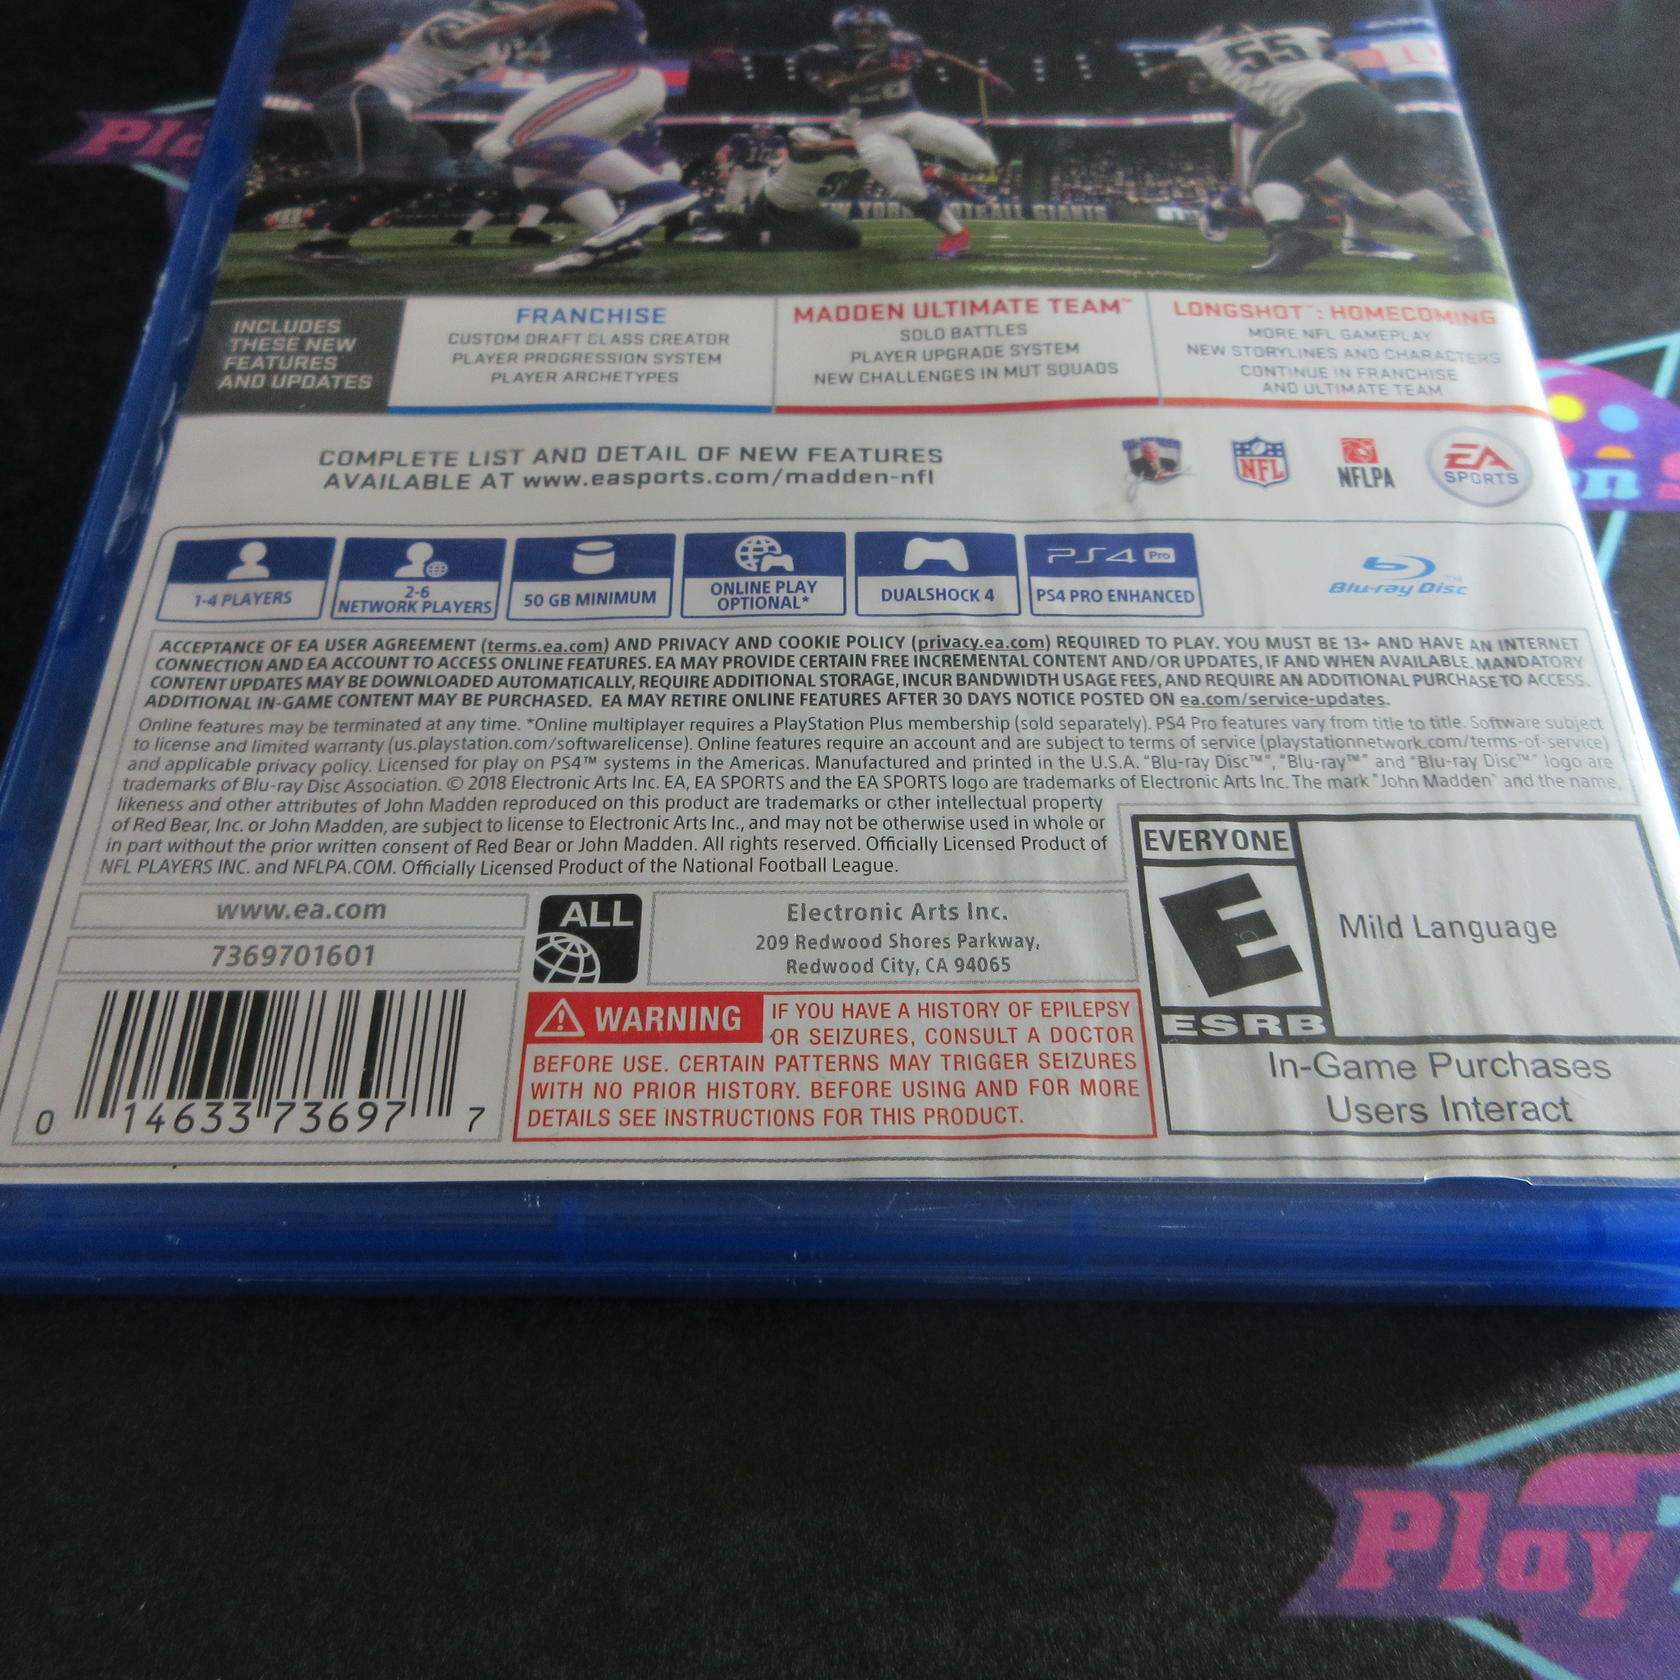 Pla
55
28
10
NEW YORK FOOTBALL GIANTS
INCLUDES
THESE NEW
FEATURES
AND UPDATES
FRANCHISE
CUSTOM DRAFT CLASS CREATOR
PLAYER PROGRESSION SYSTEM
PLAYER ARCHETYPES
MADDEN ULTIMATE TEAM™
SOLO BATTLES
PLAYER UPGRADE SYSTEM
NEW CHALLENGES IN MUT SQUADS
LONGSHOT™: HOMECOMING
MORE NFL GAMEPLAY
NEW STORYLINES AND CHARACTERS
CONTINUE IN FRANCHISE
AND ULTIMATE TEAM
COMPLETE LIST AND DETAIL OF NEW FEATURES
AVAILABLE AT www.easports.com/madden-nfl
NFL
NFLPA
EA
SPORTS
on S
1-4 PLAYERS
2-6
NETWORK PLAYERS
50 GB MINIMUM
ONLINE PLAY
OPTIONAL*
DUALSHOCK 4
PS4 Pro
PS4 PRO ENHANCED
Blu-ray Disc™
ACCEPTANCE OF EA USER AGREEMENT (terms.ea.com) AND PRIVACY AND COOKIE POLICY (privacy.ea.com) REQUIRED TO PLAY. YOU MUST BE 13+ AND HAVE AN INTERNET
CONNECTION AND EA ACCOUNT TO ACCESS ONLINE FEATURES. EA MAY PROVIDE CERTAIN FREE INCREMENTAL CONTENT AND/OR UPDATES, IF AND WHEN AVAILABLE. MANDATORY
CONTENT UPDATES MAY BE DOWNLOADED AUTOMATICALLY, REQUIRE ADDITIONAL STORAGE, INCUR BANDWIDTH USAGE FEES, AND REQUIRE AN ADDITIONAL PURCHASE TO ACCESS.
ADDITIONAL IN-GAME CONTENT MAY BE PURCHASED. EA MAY RETIRE ONLINE FEATURES AFTER 30 DAYS NOTICE POSTED ON ea.com/service-updates.
Online features may be terminated at any time. *Online multiplayer requires a PlayStation Plus membership (sold separately). PS4 Pro features vary from title to title. Software subject
to license and limited warranty (us.playstation.com/softwarelicense). Online features require an account and are subject to terms of service (playstationnetwork.com/terms-of-service)
and applicable privacy policy. Licensed for play on PS4™ systems in the Americas. Manufactured and printed in the U.S.A. "Blu-ray Disc™", "Blu-ray™" and "Blu-ray Disc™" logo are
trademarks of Blu-ray Disc Association. © 2018 Electronic Arts Inc. EA, EA SPORTS and the EA SPORTS logo are trademarks of Electronic Arts Inc. The mark "John Madden" and the name,
likeness and other attributes of John Madden reproduced on this product are trademarks or other intellectual property
of Red Bear, Inc. or John Madden, are subject to license to Electronic Arts Inc., and may not be otherwise used in whole or
in part without the prior written consent of Red Bear or John Madden. All rights reserved. Officially Licensed Product of
NFL PLAYERS INC. and NFLPA.COM. Officially Licensed Product of the National Football League.
www.ea.com
7369701601
ALL
Electronic Arts Inc.
209 Redwood Shores Parkway,
Redwood City, CA 94065
0 14633 73697 7
WARNING IF YOU HAVE A HISTORY OF EPILEPSY
OR SEIZURES, CONSULT A DOCTOR
BEFORE USE. CERTAIN PATTERNS MAY TRIGGER SEIZURES
WITH NO PRIOR HISTORY. BEFORE USING AND FOR MORE
DETAILS SEE INSTRUCTIONS FOR THIS PRODUCT.
EVERYONE
E
ESRB
Mild Language
In-Game Purchases
Users Interact
Play